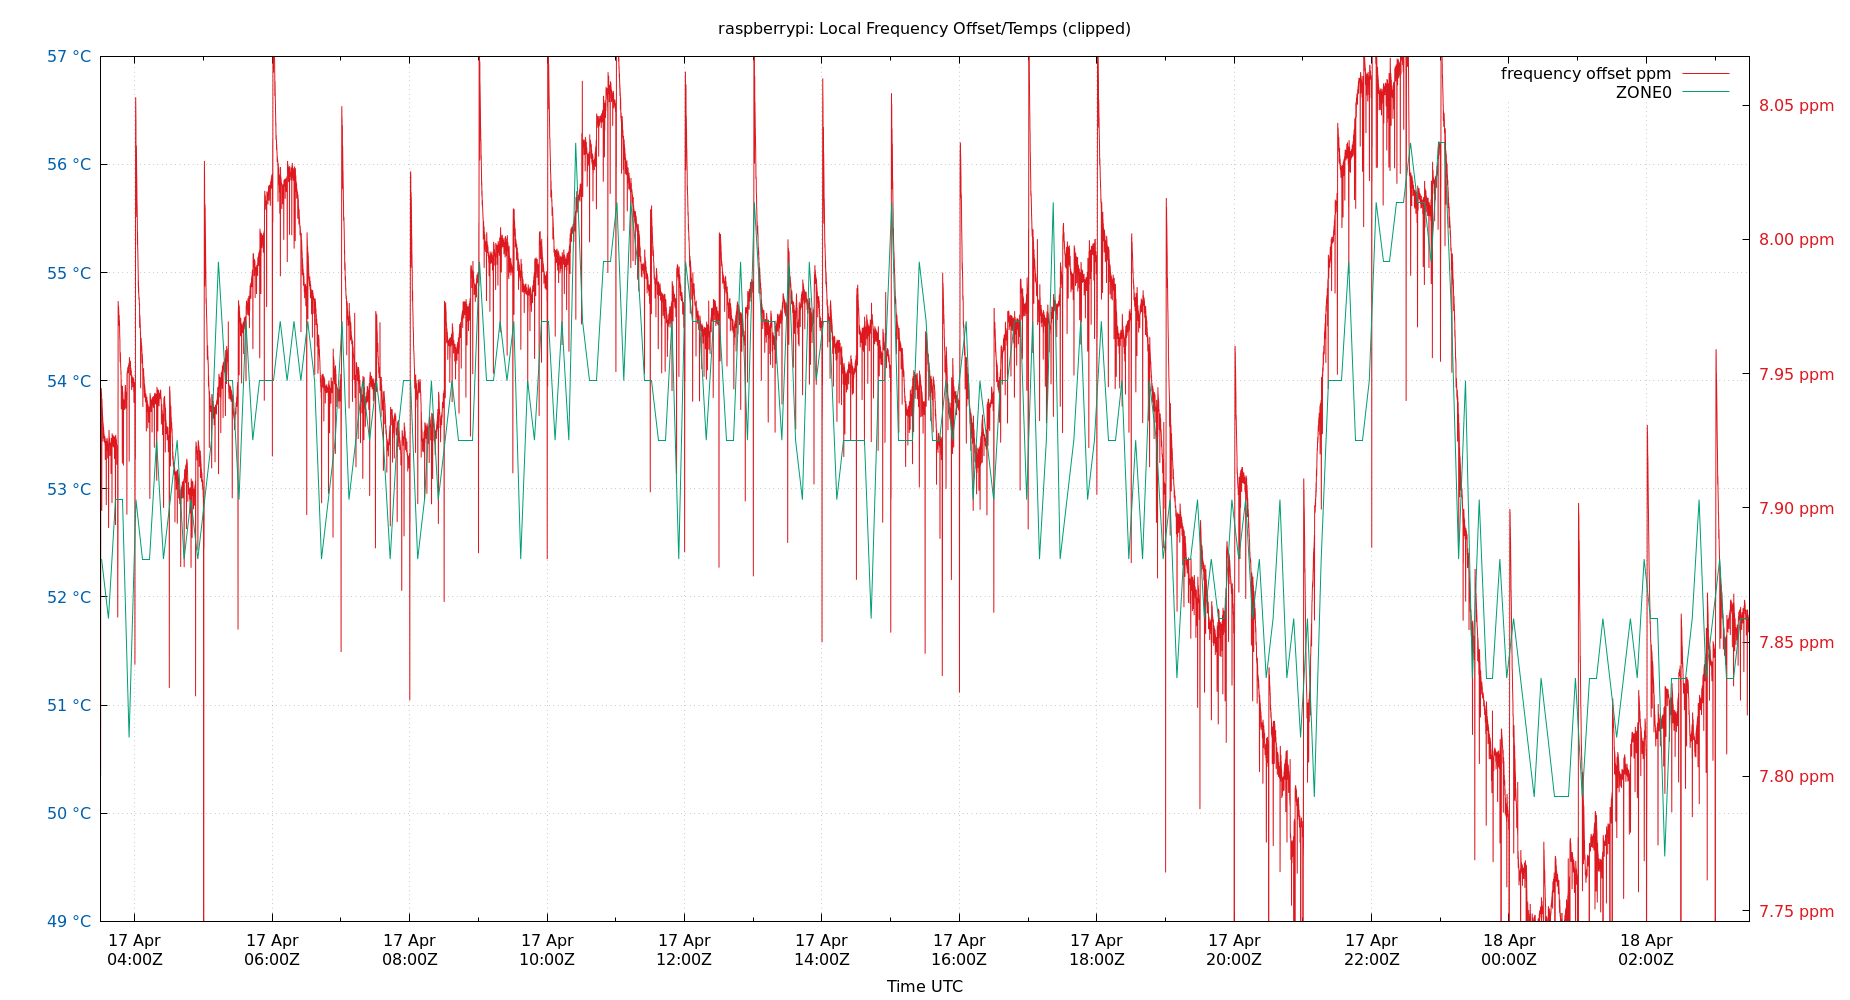 raspberrypi: Local Frequency Offset/Temps (clipped)
57 °C
56 °C
55 °C
54 °C
53 °C
52 °C
51 °C
50 °C
49 °C
frequency offset ppm
ZONE0
8.05 ppm
8.00 ppm
7.95 ppm
7.90 ppm
7.85 ppm
7.80 ppm
7.75 ppm
17 Apr 17 Apr 17 Apr 17 Apr 17 Apr 17 Apr 17 Apr 17 Apr 17 Apr 17 Apr 18 Apr 18 Apr
04:00Z 06:00Z 08:00Z 10:00Z 12:00Z 14:00Z 16:00Z 18:00Z 20:00Z 22:00Z 00:00Z 02:00Z
Time UTC